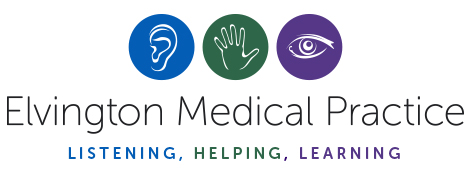 Elvington Medical Practice
LISTENING, HELPING, LEARNING